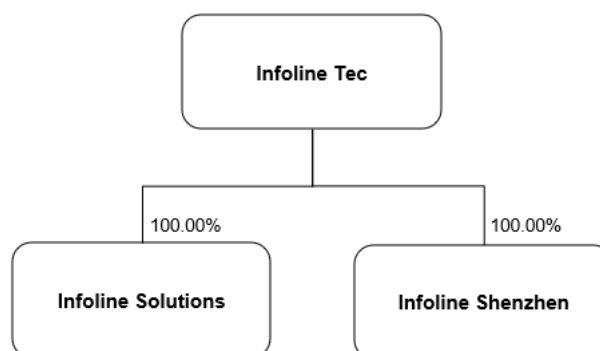 Infoline Tec
100.00%
100.00%
Infoline Solutions
Infoline Shenzhen